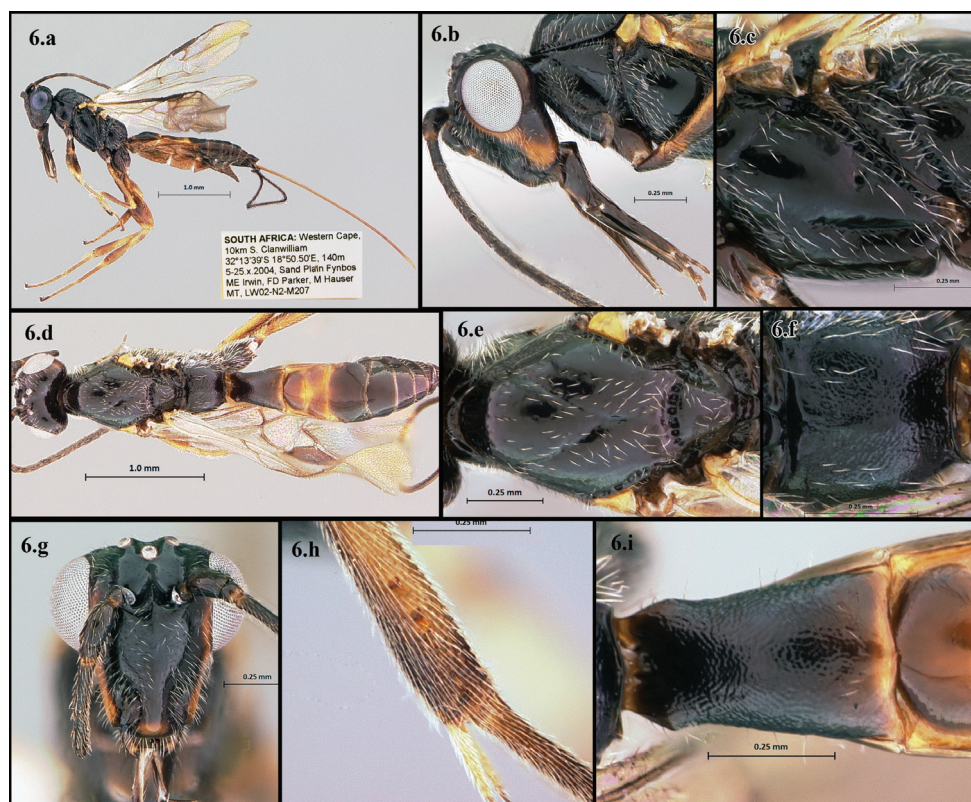 6.a
6.b
6.c
1.0 mm
0.25 mm
0.25 mm
SOUTH AFRICA: Western Cape,
10km S. Clanwilliam
32°13'39'S 18°50.50'E, 140m
5-25.x.2004, Sand Plain Fynbos
ME Irwin, FD Parker, M Hauser
MT, LW02-N2-M207
6.d
6.e
6.f
1.0 mm
0.25 mm
0.25 mm
6.g
6.h
6.i
0.25 mm
0.25 mm
0.25 mm